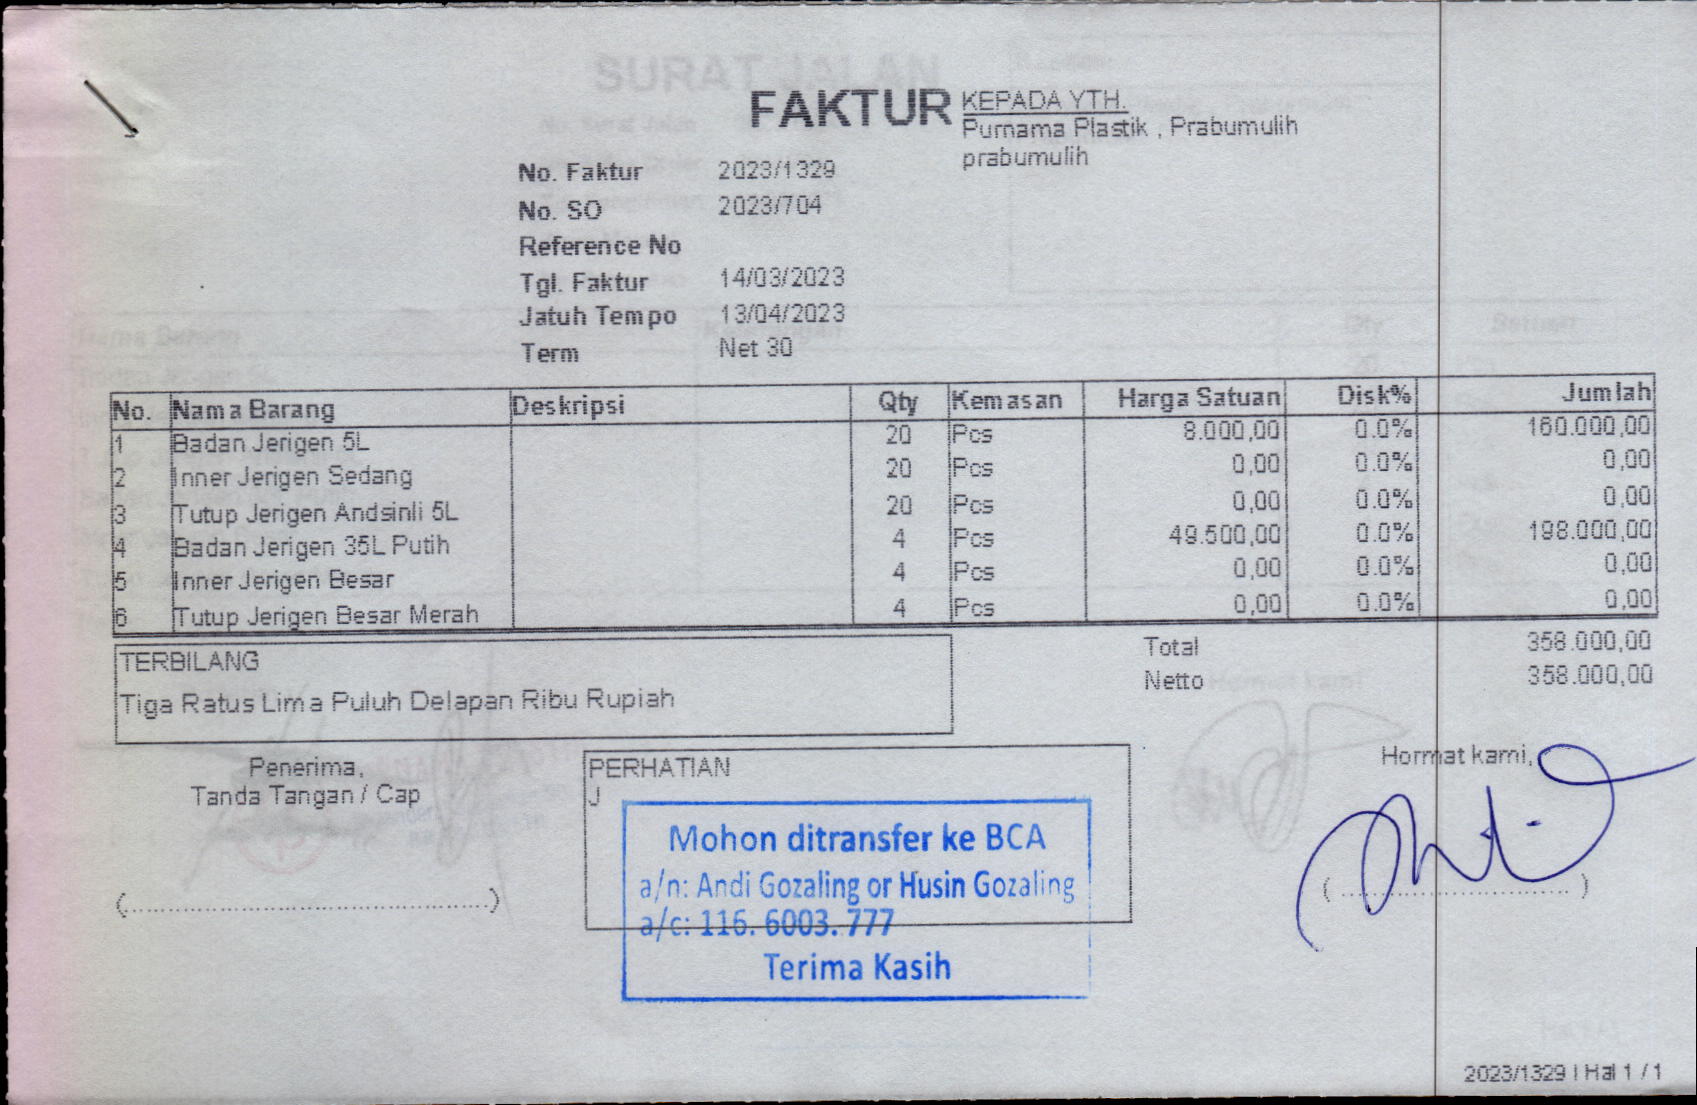 SURAT JALAN
FAKTUR
KEPADA YTH.
Purnama Plastik , Prabumulih
prabumulih
No. Faktur 2023/1329
No. SO 2023/704
Reference No
Tgl. Faktur 14/03/2023
Jatuh Tempo 13/04/2023
Term Net 30
No. Nama Barang Deskripsi Qty Kemasan Harga Satuan Disk% Jumlah
1 Badan Jerigen 5L 20 Pcs 8.000,00 0.0% 160.000,00
2 Inner Jerigen Sedang 20 Pcs 0,00 0.0% 0,00
3 Tutup Jerigen Andsinli 5L 20 Pcs 0,00 0.0% 0,00
4 Badan Jerigen 35L Putih 4 Pcs 49.500,00 0.0% 198.000,00
5 Inner Jerigen Besar 4 Pcs 0,00 0.0% 0,00
6 Tutup Jerigen Besar Merah 4 Pcs 0,00 0.0% 0,00
Total 358.000,00
Netto 358.000,00
TERBILANG
Tiga Ratus Lima Puluh Delapan Ribu Rupiah
Penerima,
Tanda Tangan / Cap
(..............................................)
PERHATIAN
J
Mohon ditransfer ke BCA
a/n: Andi Gozaling or Husin Gozaling
a/c: 116. 6003. 777
Terima Kasih
Hormat kami,
(..............................)
2023/1329 | Hal 1 / 1